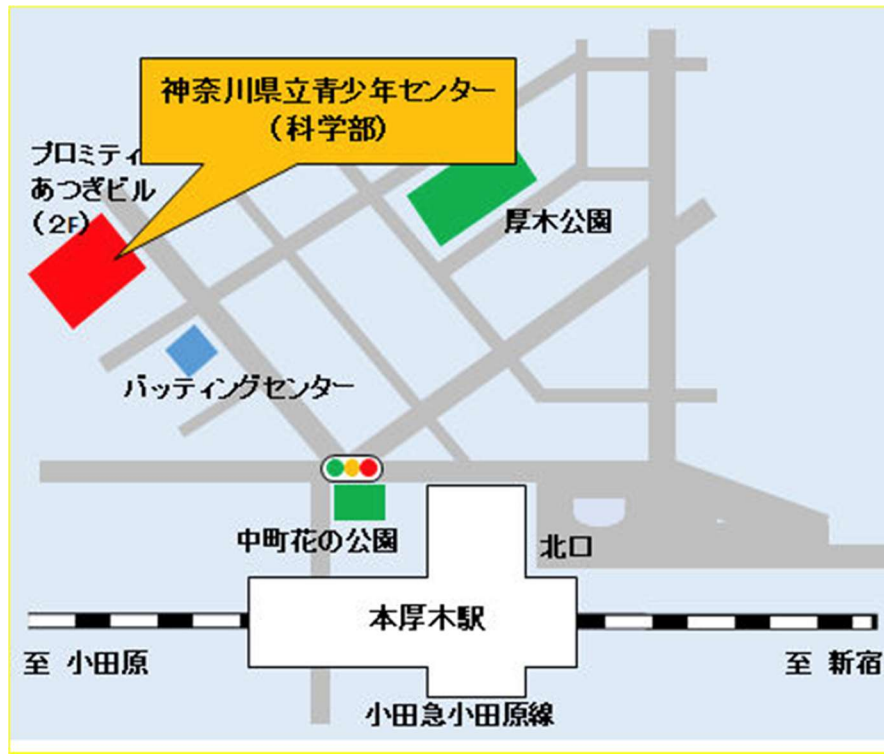 神奈川県立青少年センター
（科学部）
プロミティ
あつぎビル
（2F）
厚木公園
バッティングセンター
中町花の公園
北口
本厚木駅
至 小田原
至 新宿
小田急小田原線